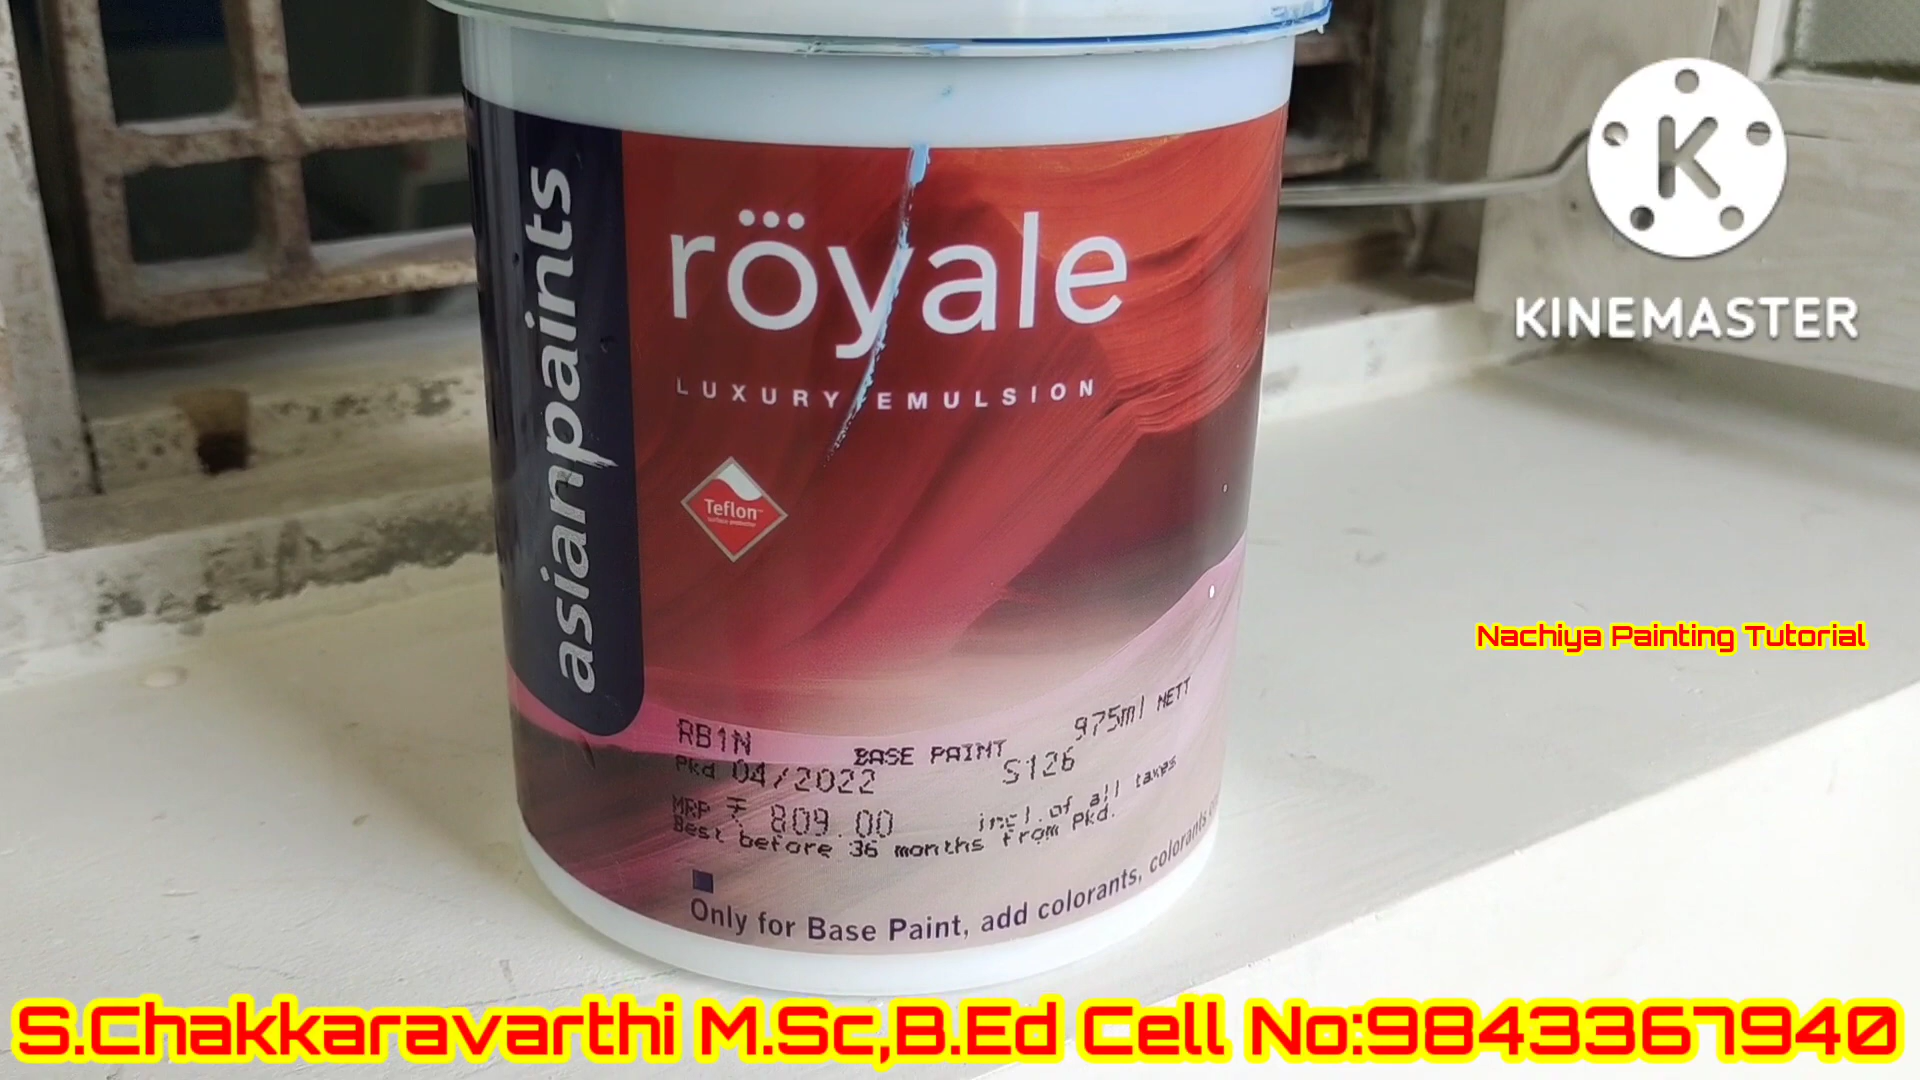 asianpaints
röyale
LUXURY EMULSION
Teflon™
K
KINEMASTER
Nachiya Painting Tutorial
RB1N BASE PAINT 975ml NETT
Pkd 04/2022 S126
MRP ₹ 809.00 incl. of all taxes
Best before 36 months from Pkd.
Only for Base Paint, add colorants, colorants
S.Chakkaravarthi M.Sc,B.Ed Cell No:9843367940